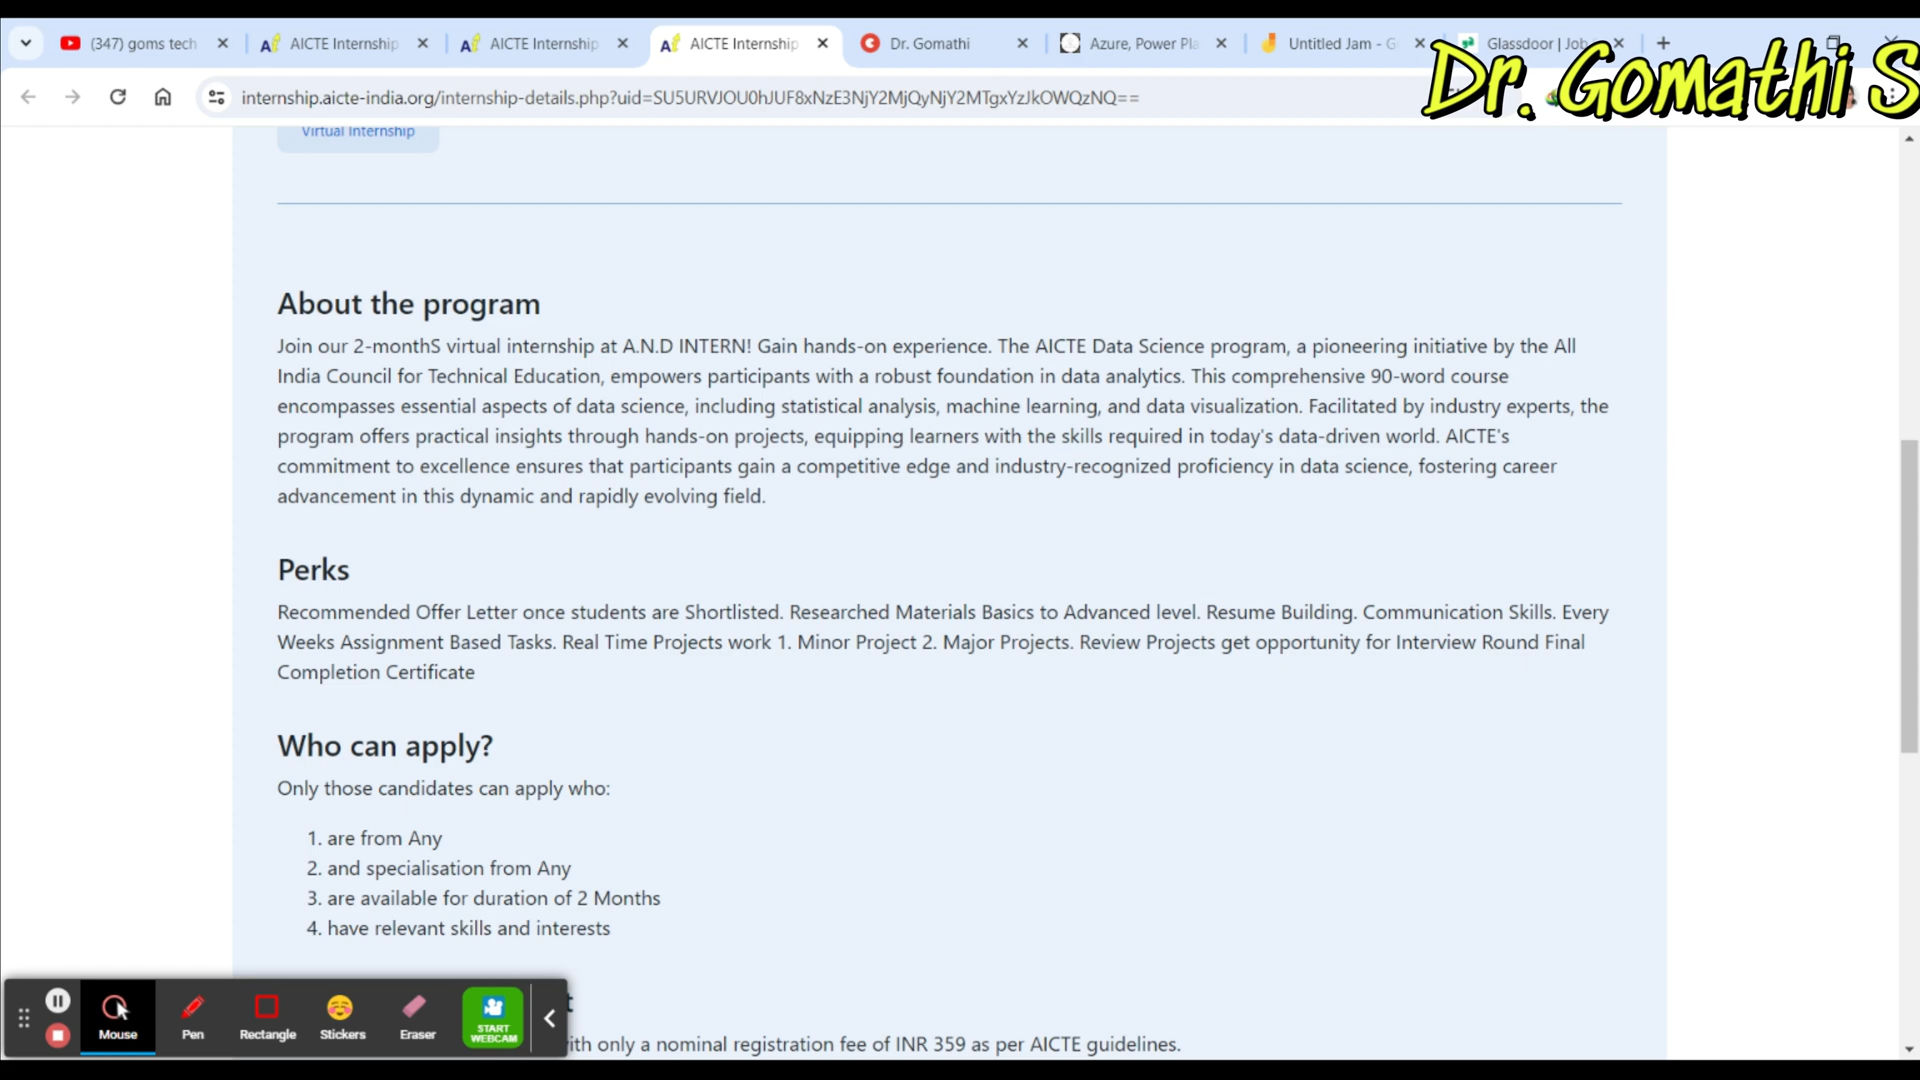 (347) goms tech
AICTE Internship
AICTE Internship
AICTE Internship
Dr. Gomathi
Azure, Power Pla
Untitled Jam - G
Glassdoor | Job
Dr. Gomathi S
internship.aicte-india.org/internship-details.php?uid=SU5URVJOU0hJUF8xNzE3NjY2MjQyNjY2MTgxYzJkOWQzNQ==
Virtual Internship
About the program
Join our 2-monthS virtual internship at A.N.D INTERN! Gain hands-on experience. The AICTE Data Science program, a pioneering initiative by the All
India Council for Technical Education, empowers participants with a robust foundation in data analytics. This comprehensive 90-word course
encompasses essential aspects of data science, including statistical analysis, machine learning, and data visualization. Facilitated by industry experts, the
program offers practical insights through hands-on projects, equipping learners with the skills required in today's data-driven world. AICTE's
commitment to excellence ensures that participants gain a competitive edge and industry-recognized proficiency in data science, fostering career
advancement in this dynamic and rapidly evolving field.
Perks
Recommended Offer Letter once students are Shortlisted. Researched Materials Basics to Advanced level. Resume Building. Communication Skills. Every
Weeks Assignment Based Tasks. Real Time Projects work 1. Minor Project 2. Major Projects. Review Projects get opportunity for Interview Round Final
Completion Certificate
Who can apply?
Only those candidates can apply who:
1. are from Any
2. and specialisation from Any
3. are available for duration of 2 Months
4. have relevant skills and interests
with only a nominal registration fee of INR 359 as per AICTE guidelines.
Mouse
Pen
Rectangle
Stickers
Eraser
START
WEBCAM